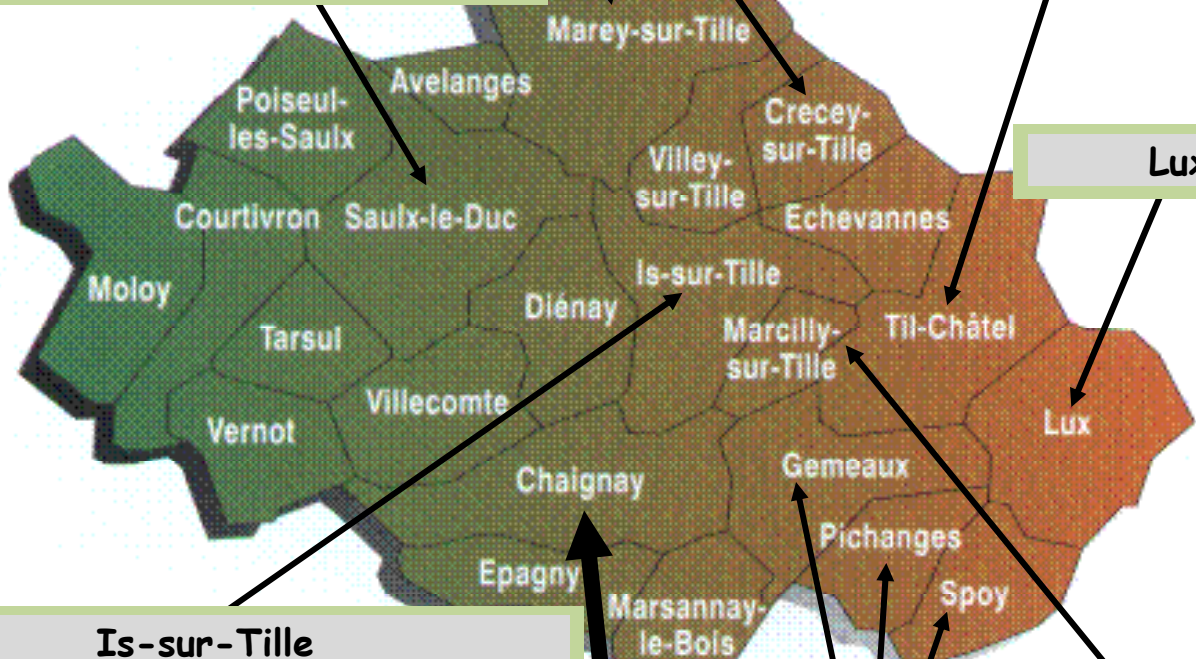 Marey-sur-Tille
Avelanges
Poiseul-
les-Saulx
Crecey-
sur-Tille
Villey-
sur-Tille
Courtivron
Saulx-le-Duc
Echevannes
Moloy
Is-sur-Tille
Diénay
Tarsul
Marcilly-
sur-Tille
Til-Châtel
Villecomte
Vernot
Lux
Chaignay
Gemeaux
Pichanges
Epagny
Spoy
Marsannay-
le-Bois
Is-sur-Tille